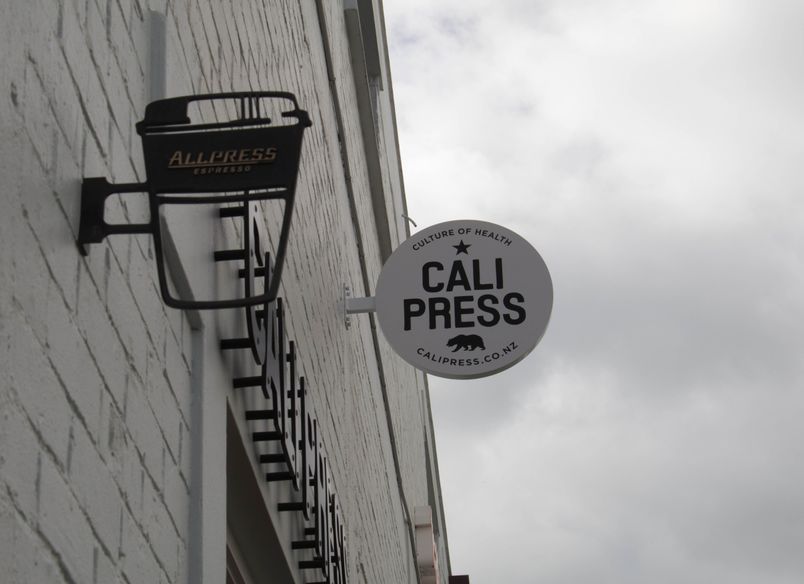 ALLPRESS
ESPRESSO
CULTURE OF HEALTH
CALI
PRESS
CALIPRESS.CO.NZ